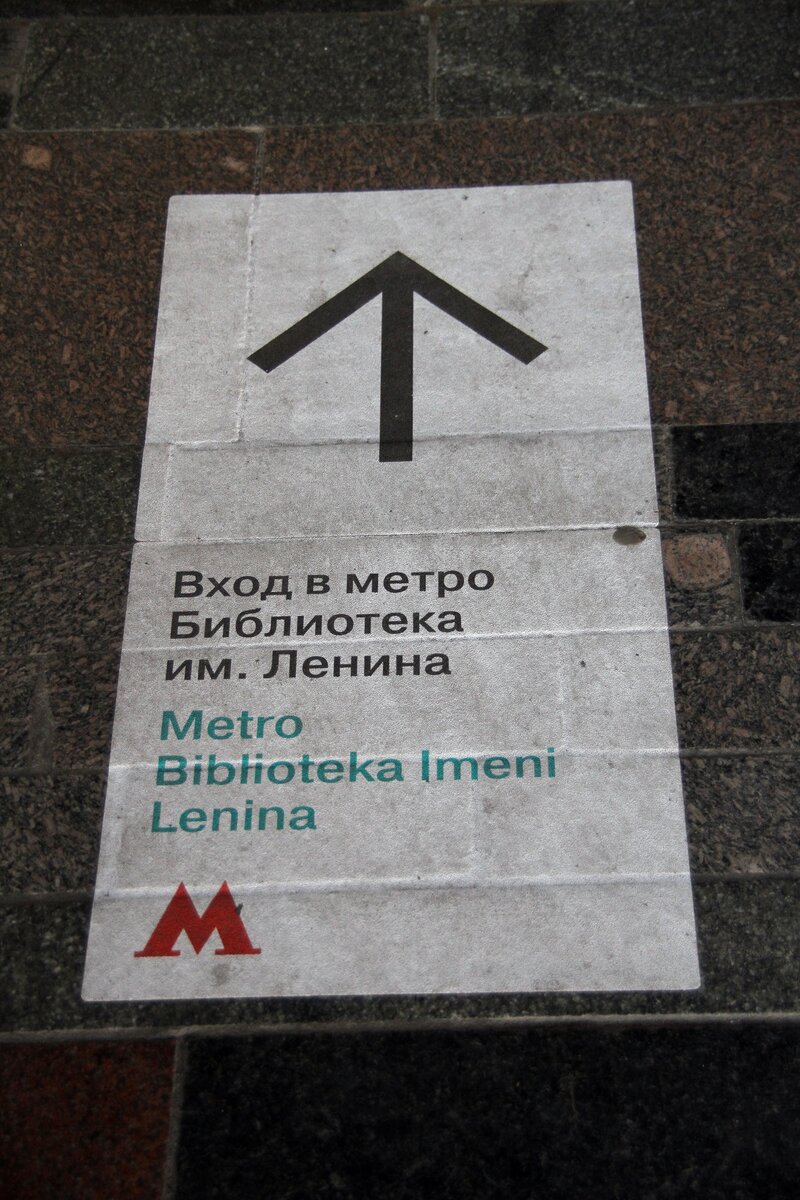 Вход в метро
Библиотека
им. Ленина
Metro
Biblioteka Imeni
Lenina
М